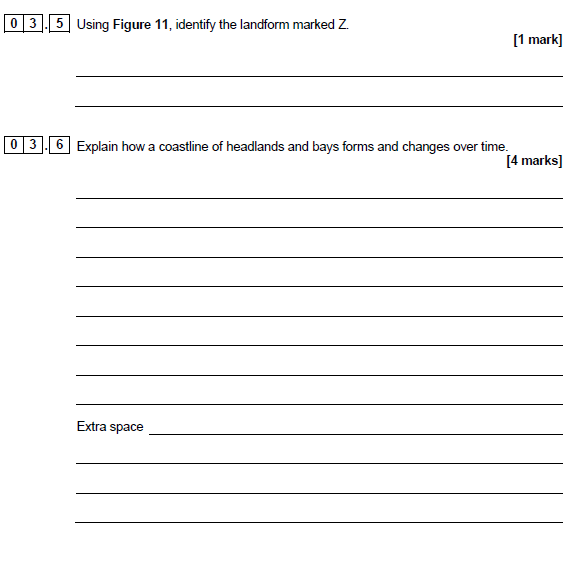 0 3 . 5 Using Figure 11, identify the landform marked Z.
[1 mark]
0 3 . 6 Explain how a coastline of headlands and bays forms and changes over time.
[4 marks]
Extra space